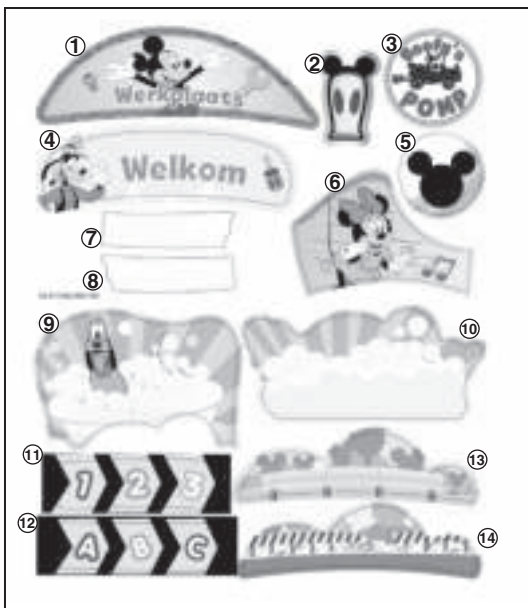 ①
Werkplaats
②
③
Goofy's
POMP
④
Welkom
⑤
⑥
⑦
⑧
⑨
⑩
⑪
1 2 3
⑫
A B C
⑬
⑭